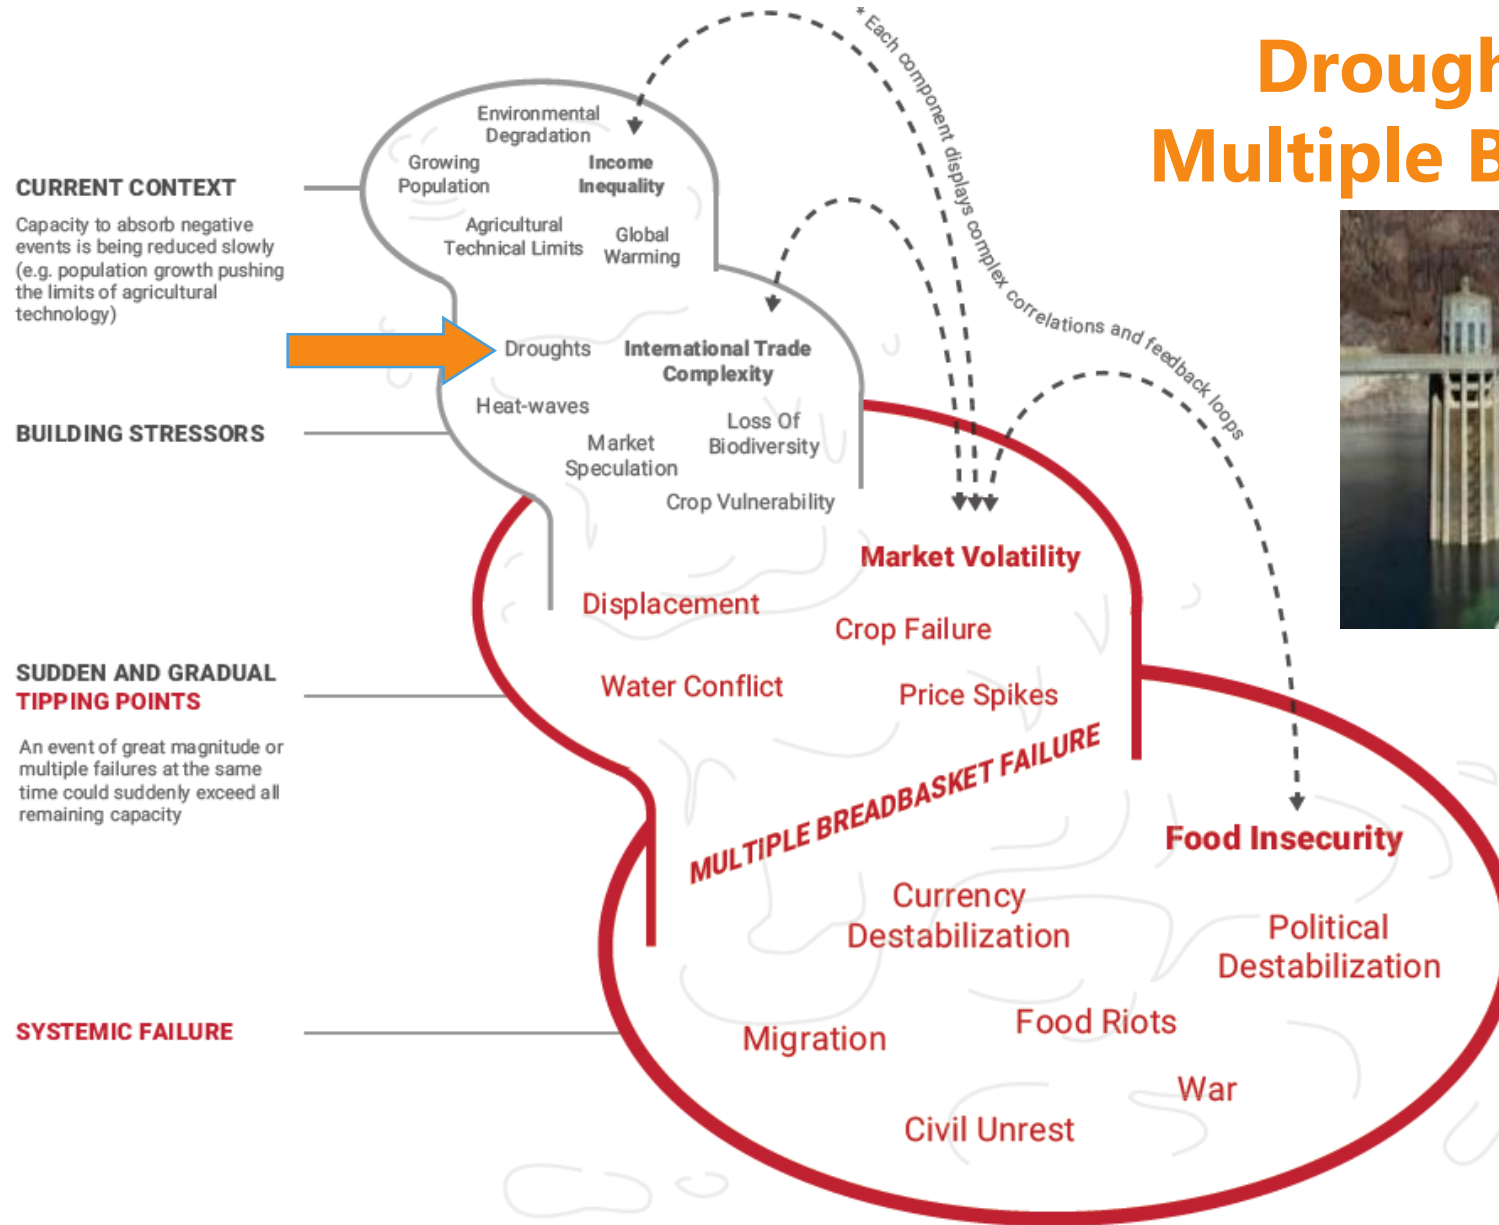 Drough
Multiple B
* Each component displays complex correlations and feedback loops
CURRENT CONTEXT
Capacity to absorb negative
events is being reduced slowly
(e.g. population growth pushing
the limits of agricultural
technology)
Environmental
Degradation
Growing
Population
Income
Inequality
Agricultural
Technical Limits
Global
Warming
BUILDING STRESSORS
Droughts
International Trade
Complexity
Heat-waves
Market
Speculation
Loss Of
Biodiversity
Crop Vulnerability
SUDDEN AND GRADUAL
TIPPING POINTS
An event of great magnitude or
multiple failures at the same
time could suddenly exceed all
remaining capacity
Market Volatility
Displacement
Crop Failure
Water Conflict
Price Spikes
MULTIPLE BREADBASKET FAILURE
SYSTEMIC FAILURE
Food Insecurity
Currency
Destabilization
Political
Destabilization
Migration
Food Riots
War
Civil Unrest